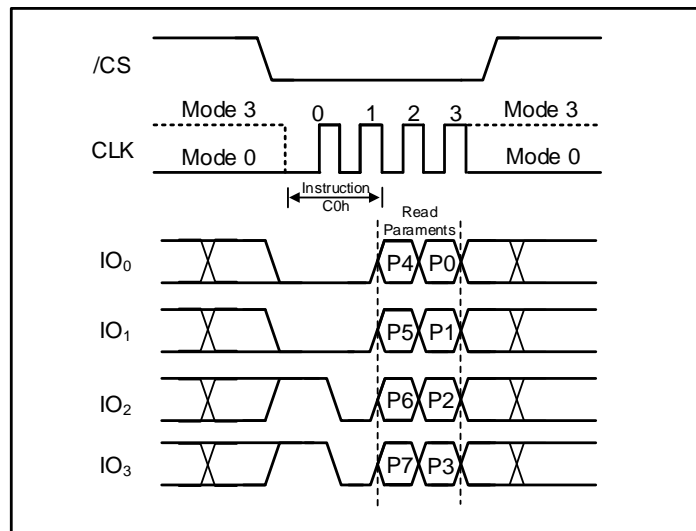 /CS
Mode 3 0 1 2 3 Mode 3
CLK
Mode 0 Mode 0
Instruction
C0h
Read
Paraments
IO0 P4 P0
IO1 P5 P1
IO2 P6 P2
IO3 P7 P3